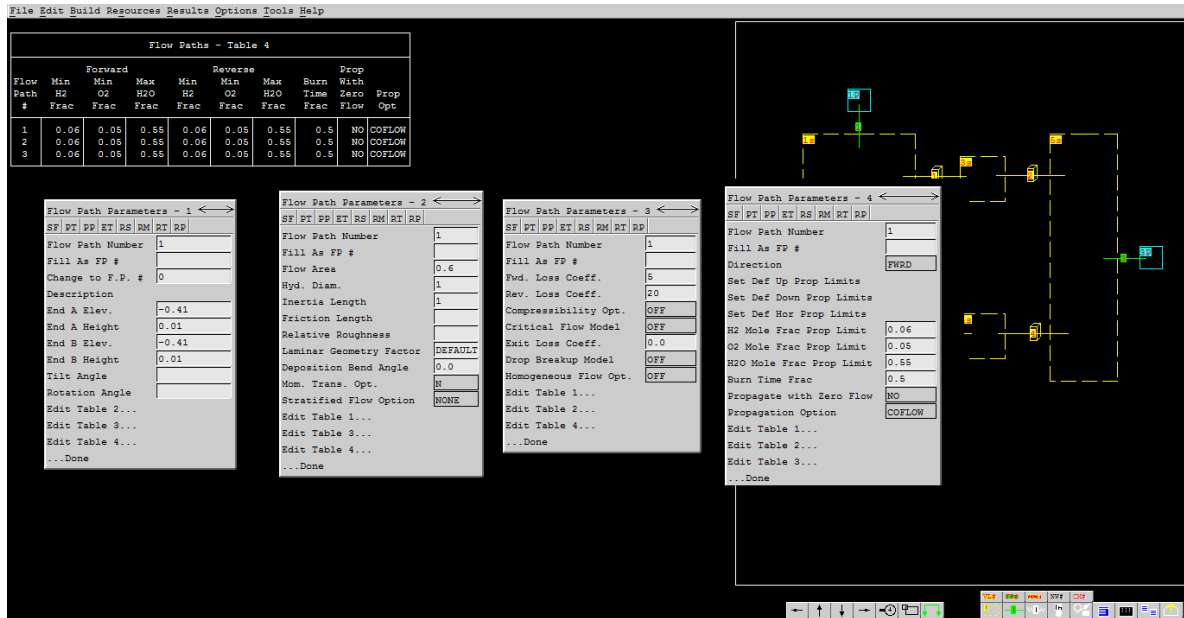 File Edit Build Resources Results Options Tools Help
Flow Paths - Table 4
Forward Reverse Prop
Flow Min Min Max Min Min Max Burn With
Path H2 O2 H2O H2 O2 H2O Time Zero Prop
# Frac Frac Frac Frac Frac Frac Frac Flow Opt
1 0.06 0.05 0.55 0.06 0.05 0.55 0.5 NO COFLOW
2 0.06 0.05 0.55 0.06 0.05 0.55 0.5 NO COFLOW
3 0.06 0.05 0.55 0.06 0.05 0.55 0.5 NO COFLOW
Flow Path Parameters - 1
SF PT PP ET RS RM RT RP
Flow Path Number 1
Fill As FP #
Change to F.P. # 0
Description
End A Elev. -0.41
End A Height 0.01
End B Elev. -0.41
End B Height 0.01
Tilt Angle
Rotation Angle
Edit Table 2...
Edit Table 3...
Edit Table 4...
...Done
Flow Path Parameters - 2
SF PT PP ET RS RM RT RP
Flow Path Number 1
Fill As FP #
Flow Area 0.6
Hyd. Diam. 1
Inertia Length 1
Friction Length
Relative Roughness
Laminar Geometry Factor DEFAULT
Deposition Bend Angle 0.0
Mom. Trans. Opt. N
Stratified Flow Option NONE
Edit Table 1...
Edit Table 3...
Edit Table 4...
...Done
Flow Path Parameters - 3
SF PT PP ET RS RM RT RP
Flow Path Number 1
Fill As FP #
Fwd. Loss Coeff. 5
Rev. Loss Coeff. 20
Compressibility Opt. OFF
Critical Flow Model OFF
Exit Loss Coeff. 0.0
Drop Breakup Model OFF
Homogeneous Flow Opt. OFF
Edit Table 1...
Edit Table 2...
Edit Table 4...
...Done
Flow Path Parameters - 4
SF PT PP ET RS RM RT RP
Flow Path Number 1
Fill As FP #
Direction FWRD
Set Def Up Prop Limits
Set Def Down Prop Limits
Set Def Hor Prop Limits
H2 Mole Frac Prop Limit 0.06
O2 Mole Frac Prop Limit 0.05
H2O Mole Frac Prop Limit 0.55
Burn Time Frac 0.5
Propagate with Zero Flow NO
Propagation Option COFLOW
Edit Table 1...
Edit Table 2...
Edit Table 3...
...Done
1s
3s